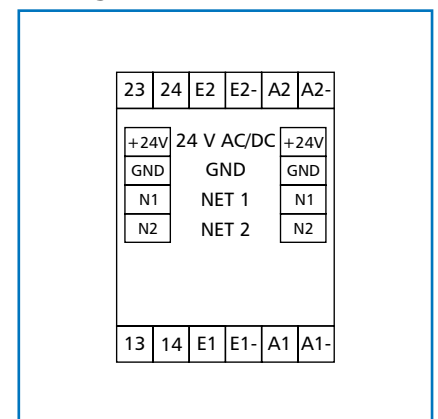 23 24 E2 E2- A2 A2-
+24V 24 V AC/DC +24V
GND GND GND
N1 NET 1 N1
N2 NET 2 N2
13 14 E1 E1- A1 A1-